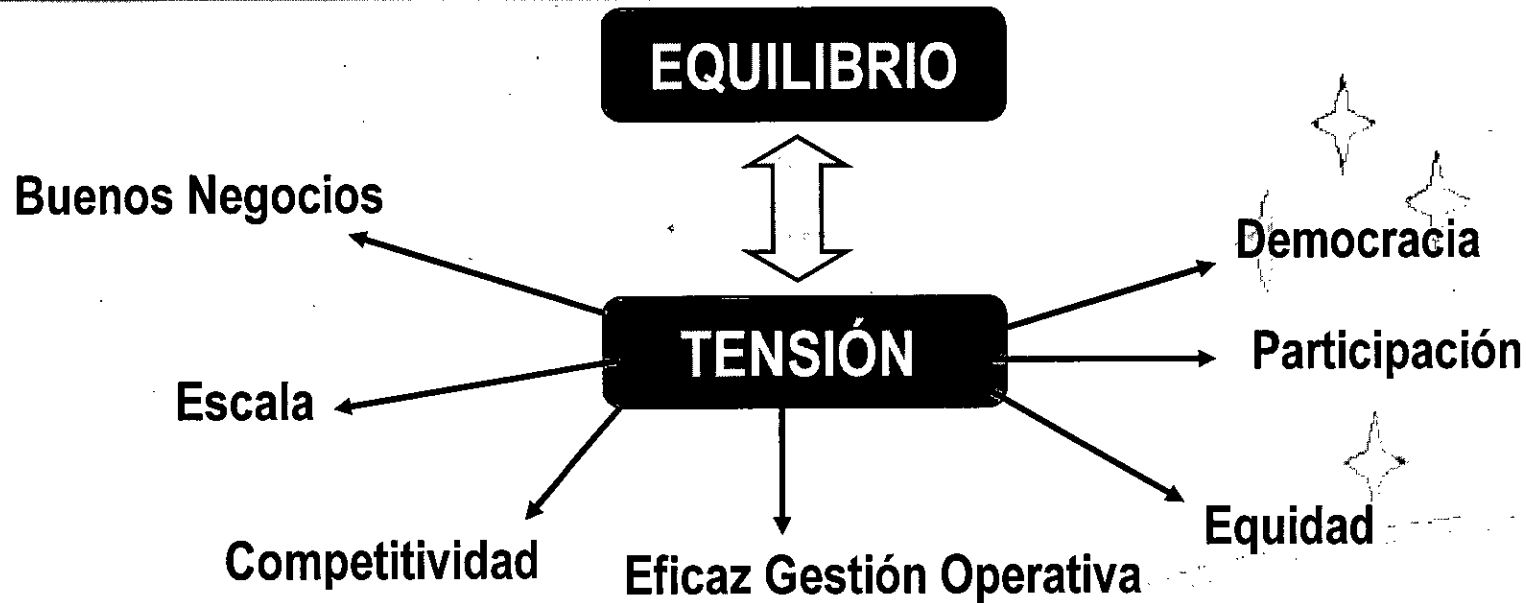 EQUILIBRIO
Buenos Negocios
Democracia
TENSIÓN
Participación
Escala
Equidad
Competitividad
Eficaz Gestión Operativa